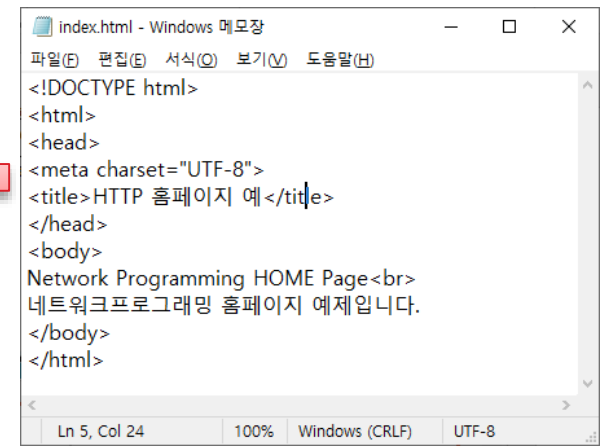 index.html - Windows 메모장
파일(F) 편집(E) 서식(O) 보기(V) 도움말(H)
<!DOCTYPE html>
<html>
<head>
<meta charset="UTF-8">
<title>HTTP 홈페이지 예</title>
</head>
<body>
Network Programming HOME Page<br>
네트워크프로그래밍 홈페이지 예제입니다.
</body>
</html>
Ln 5, Col 24 100% Windows (CRLF) UTF-8